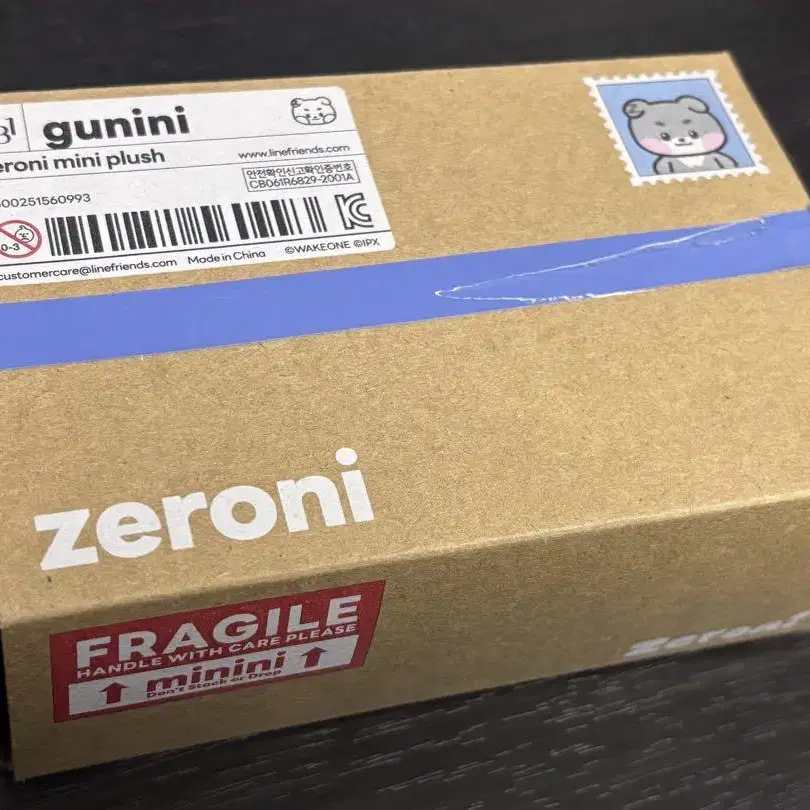 gunini
zeroni mini plush
www.linefriends.com
안전확인신고확인증번호
CB061R6829-2001A
00251560993
0-3
customercare@linefriends.com Made in China ©WAKEONE ©IPX
zeroni
FRAGILE
HANDLE WITH CARE PLEASE
minini
Don't Stack or Drop